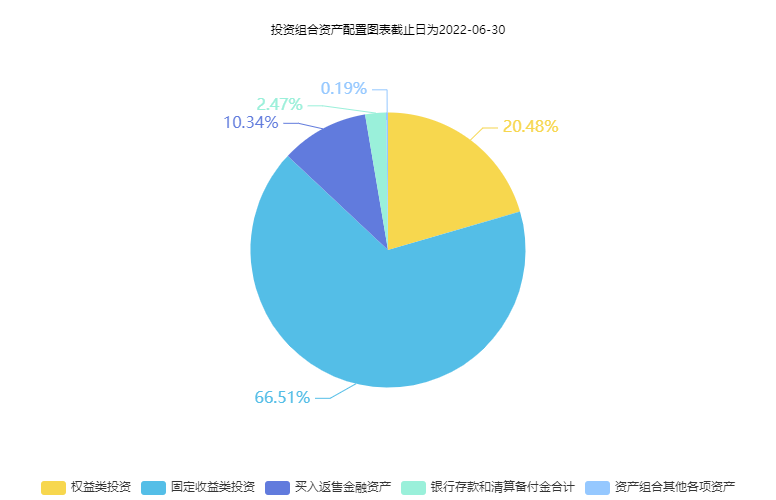 投资组合资产配置图表截止日为2022-06-30
0.19%
2.47%
10.34%
20.48%
66.51%
权益类投资 固定收益类投资 买入返售金融资产 银行存款和清算备付金合计 资产组合其他各项资产